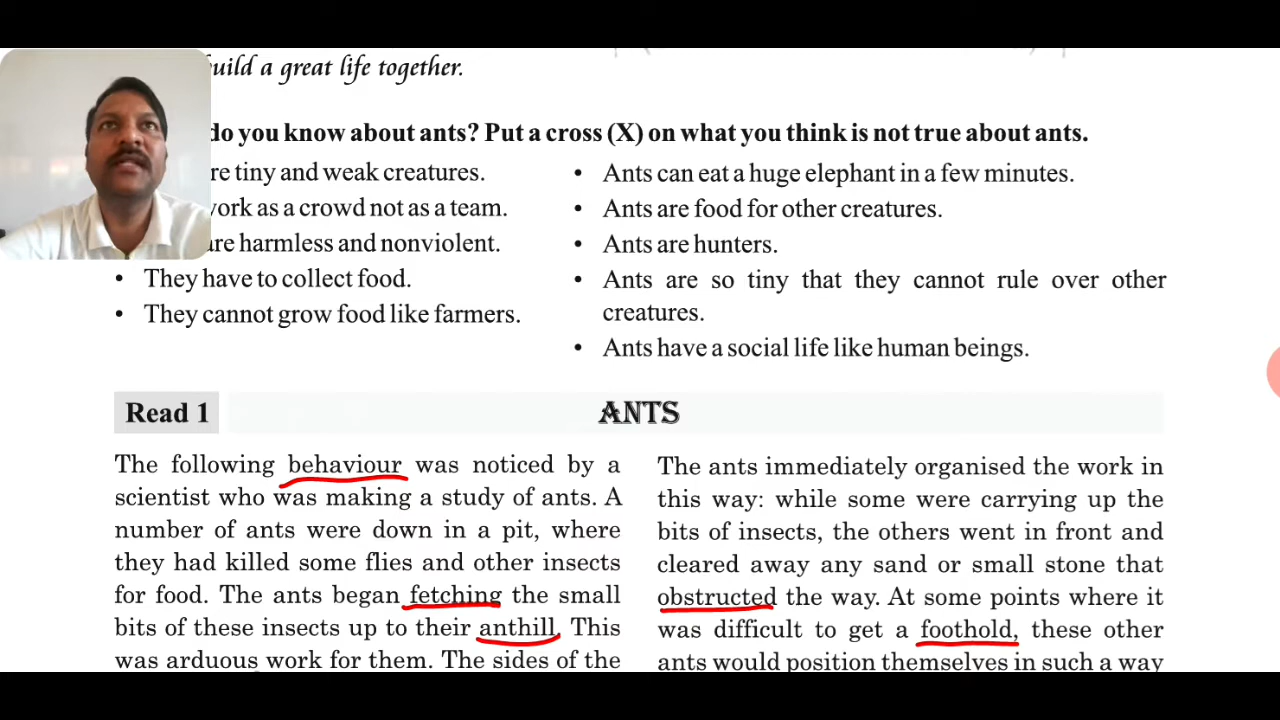 build a great life together.
do you know about ants? Put a cross (X) on what you think is not true about ants.
re tiny and weak creatures.
work as a crowd not as a team.
are harmless and nonviolent.
• They have to collect food.
• They cannot grow food like farmers.
• Ants can eat a huge elephant in a few minutes.
• Ants are food for other creatures.
• Ants are hunters.
• Ants are so tiny that they cannot rule over other
creatures.
• Ants have a social life like human beings.
Read 1
ANTS
The following behaviour was noticed by a
scientist who was making a study of ants. A
number of ants were down in a pit, where
they had killed some flies and other insects
for food. The ants began fetching the small
bits of these insects up to their anthill. This
was arduous work for them. The sides of the
The ants immediately organised the work in
this way: while some were carrying up the
bits of insects, the others went in front and
cleared away any sand or small stone that
obstructed the way. At some points where it
was difficult to get a foothold, these other
ants would position themselves in such a way